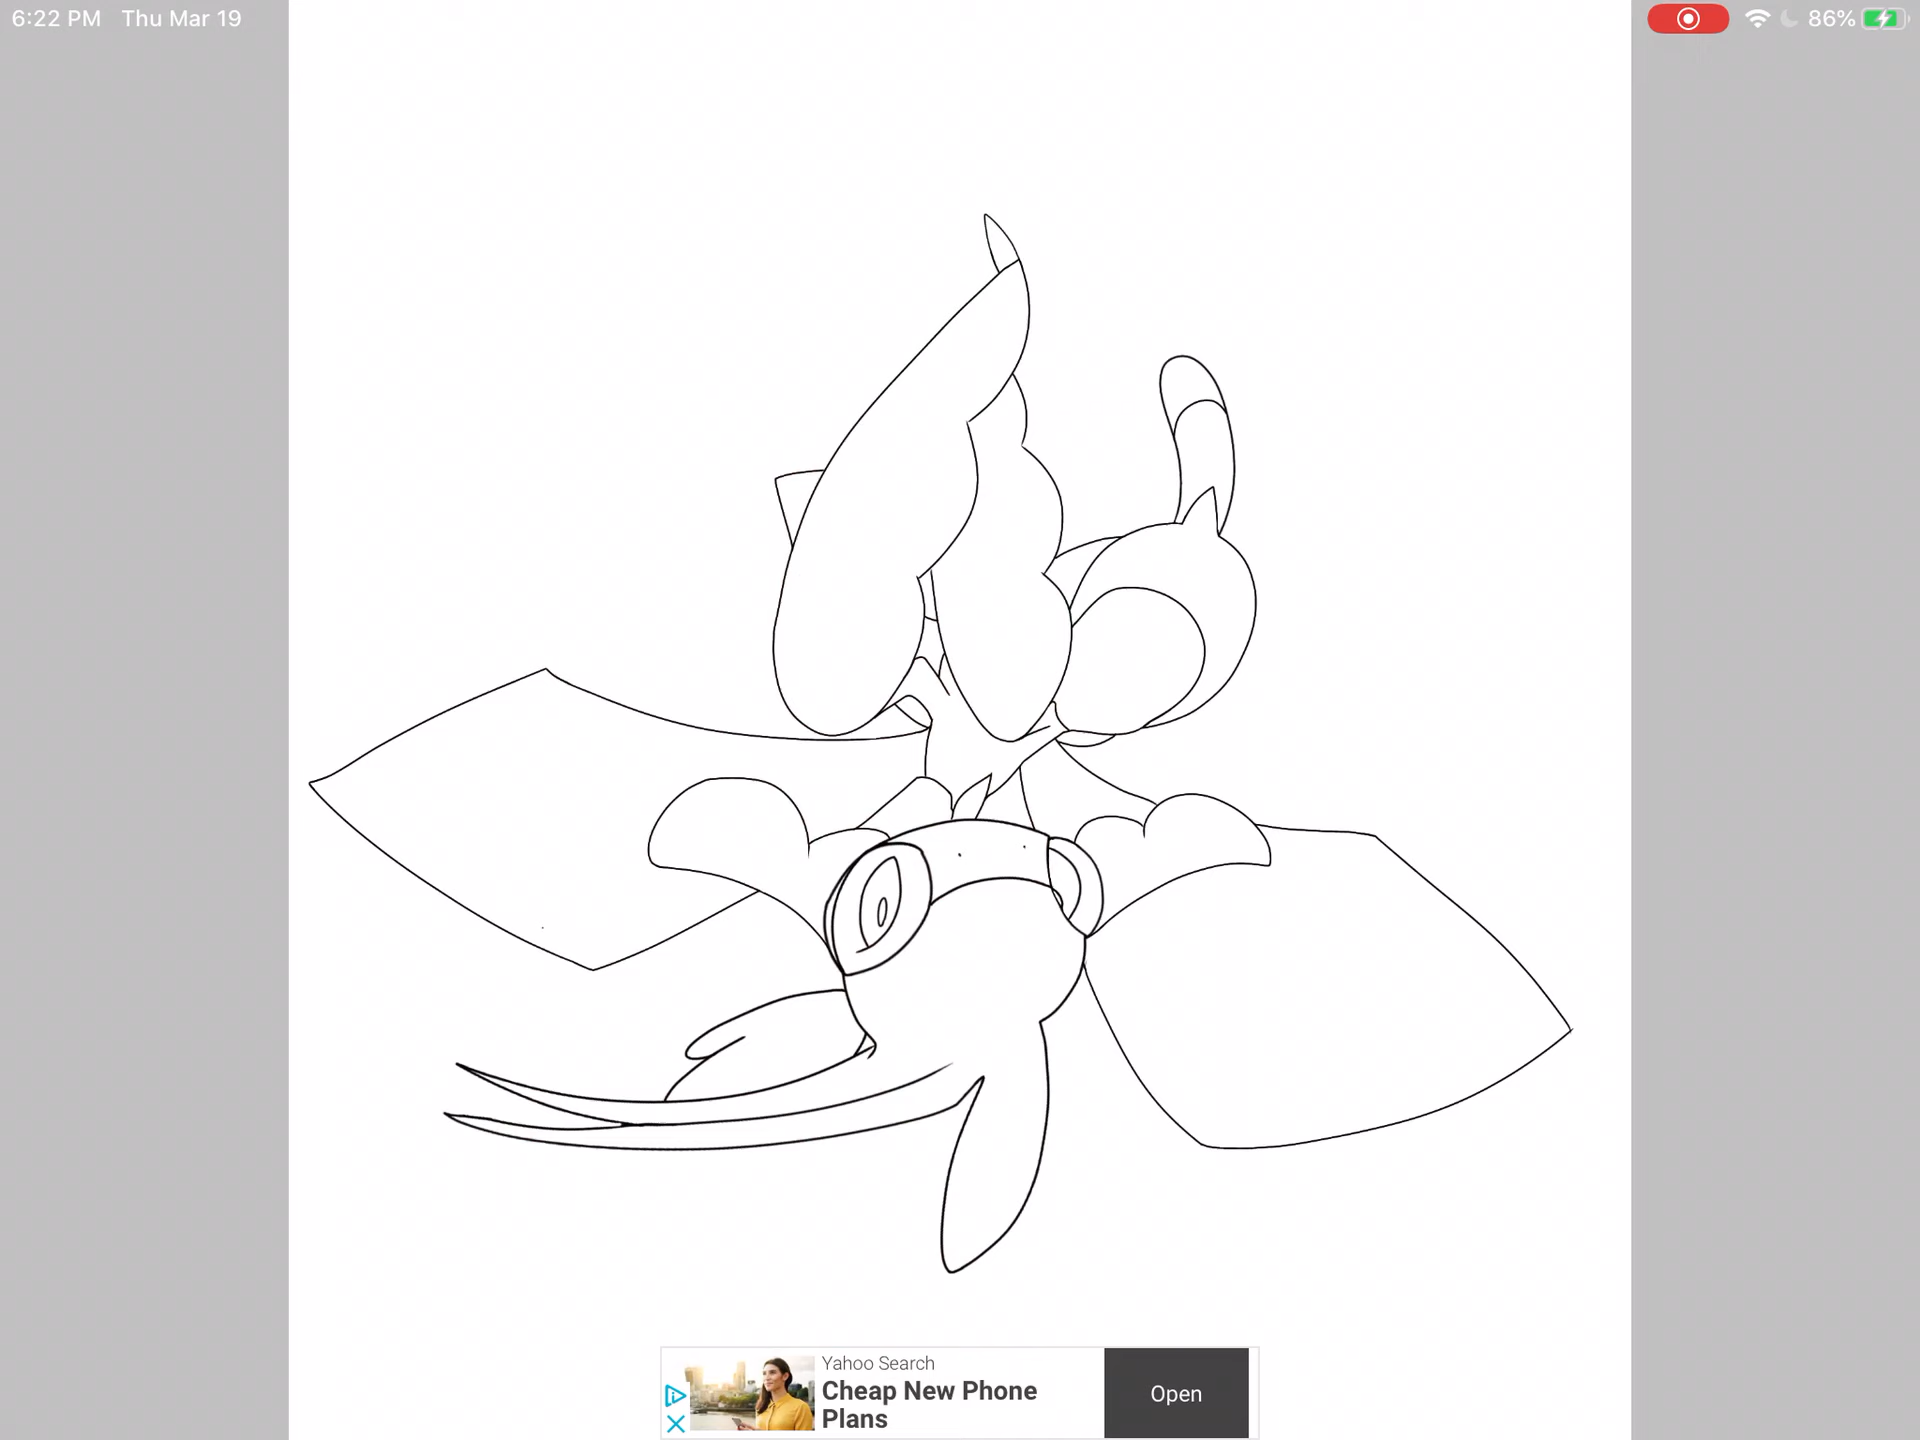 6:22 PM Thu Mar 19
86%
Yahoo Search
Cheap New Phone
Plans
Open